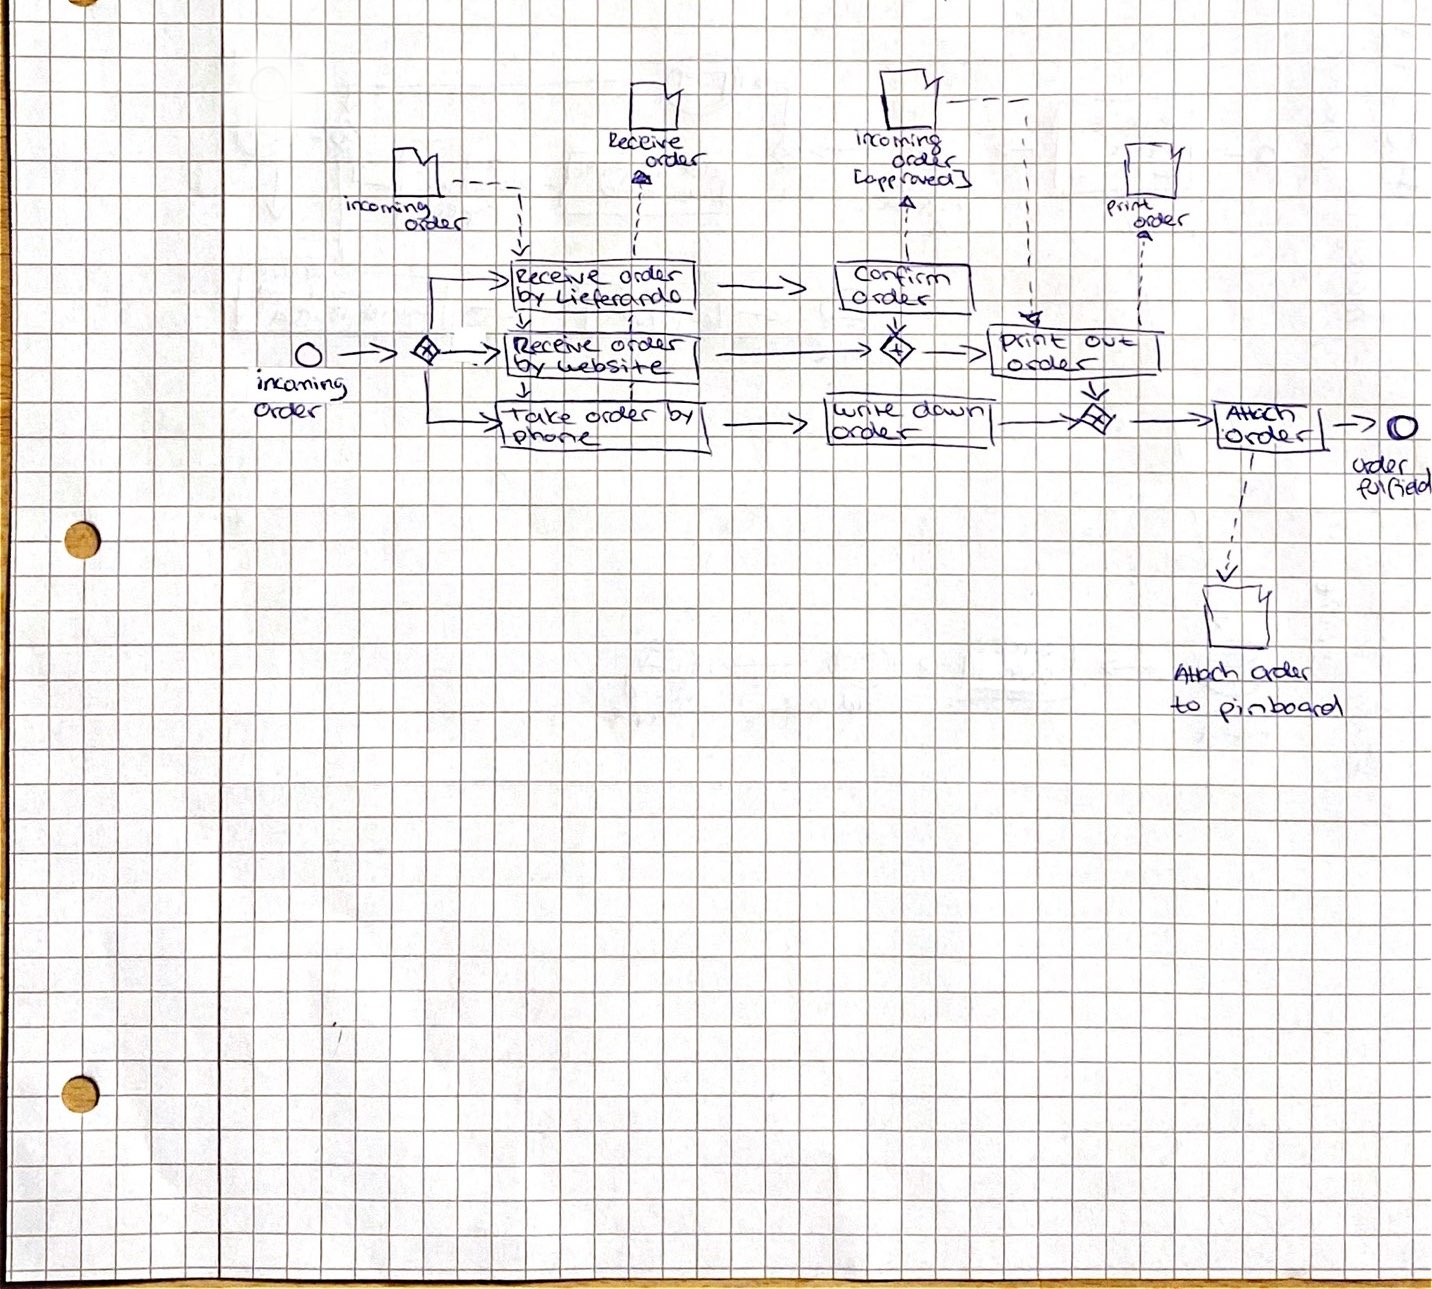 Receive
order
incoming
order
[approved]
incoming
order
print
order
Receive order
by Lieferando
Confirm
order
Receive order
by website
print out
order
incoming
order
Take order by
phone
write down
order
Attach
order
order
fulfield
Attach order
to pinboard